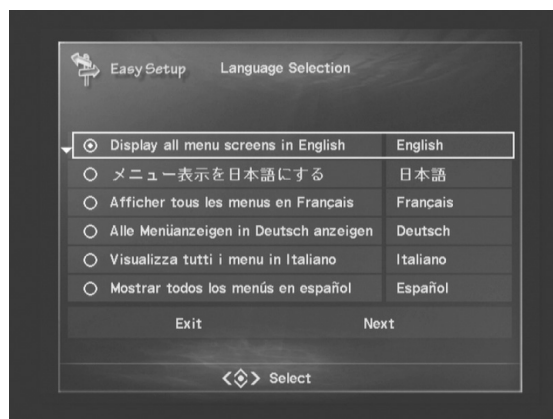 Easy Setup Language Selection
Display all menu screens in English English
メニュー表示を日本語にする 日本語
Afficher tous les menus en Français Français
Alle Menüanzeigen in Deutsch anzeigen Deutsch
Visualizza tutti i menu in Italiano Italiano
Mostrar todos los menús en español Español
Exit Next
Select